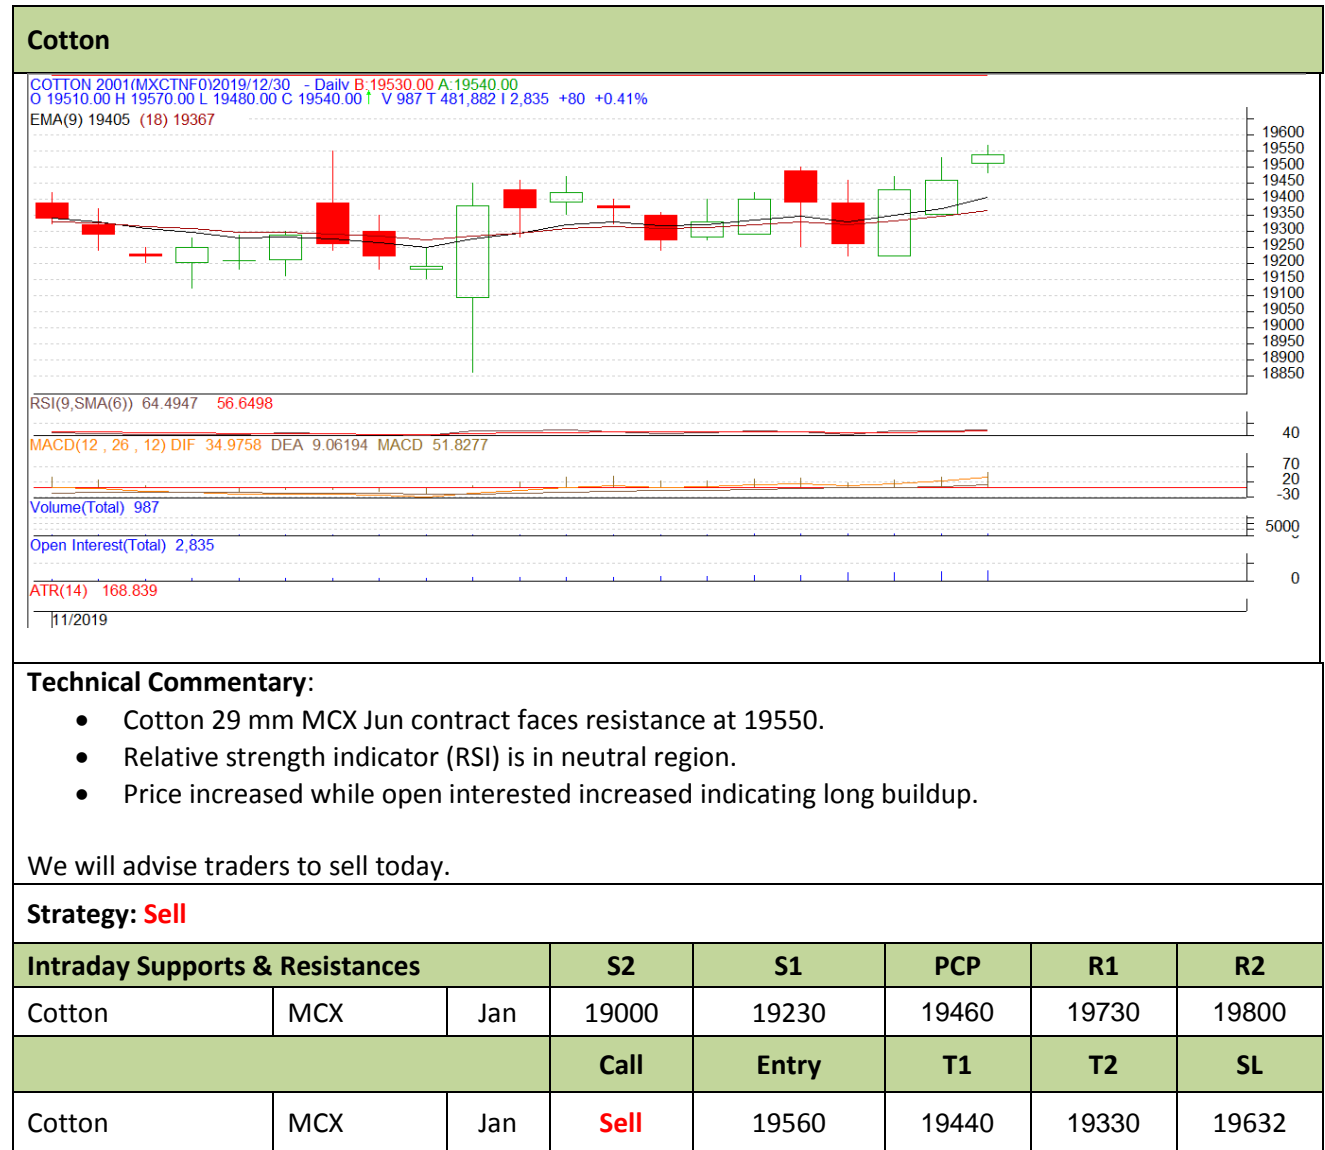 Cotton
COTTON 2001(MXCTNF0)2019/12/30 - Daily B:19530.00 A:19540.00
O 19510.00 H 19570.00 L 19480.00 C 19540.00↑ V 987 T 481,882 I 2,835 +80 +0.41%
EMA(9) 19405 (18) 19367
19600
19550
19500
19450
19400
19350
19300
19250
19200
19150
19100
19050
19000
18950
18900
18850
RSI(9,SMA(6)) 64.4947 56.6498
40
MACD(12 , 26 , 12) DIF 34.9758 DEA 9.06194 MACD 51.8277
70
20
-30
Volume(Total) 987
5000
Open Interest(Total) 2,835
0
ATR(14) 168.839
11/2019
Technical Commentary:
• Cotton 29 mm MCX Jun contract faces resistance at 19550.
• Relative strength indicator (RSI) is in neutral region.
• Price increased while open interested increased indicating long buildup.
We will advise traders to sell today.
Strategy: Sell
Intraday Supports & Resistances S2 S1 PCP R1 R2
Cotton MCX Jan 19000 19230 19460 19730 19800
Call Entry T1 T2 SL
Cotton MCX Jan Sell 19560 19440 19330 19632